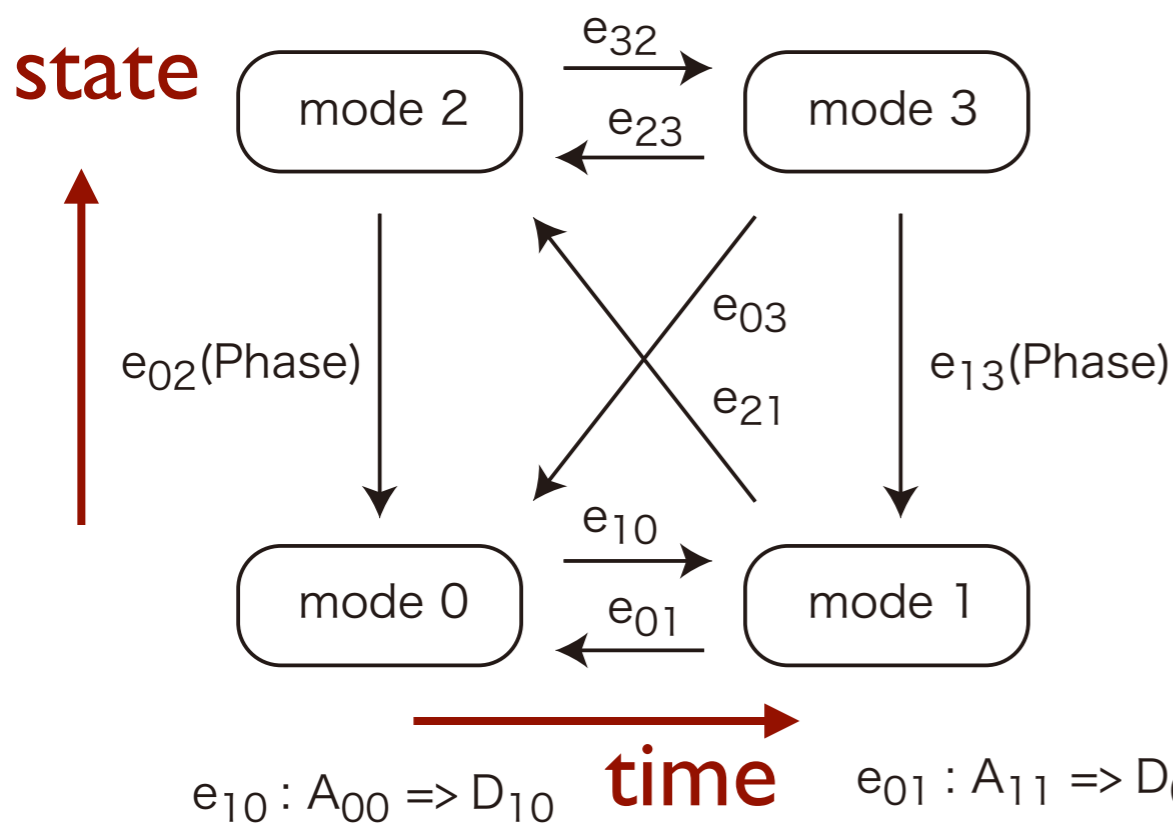 state
mode 2
e32
e23
mode 3
e02(Phase)
e03
e21
e13(Phase)
mode 0
e10
e01
mode 1
time
e10 : A00 => D10
e01 : A11 => D